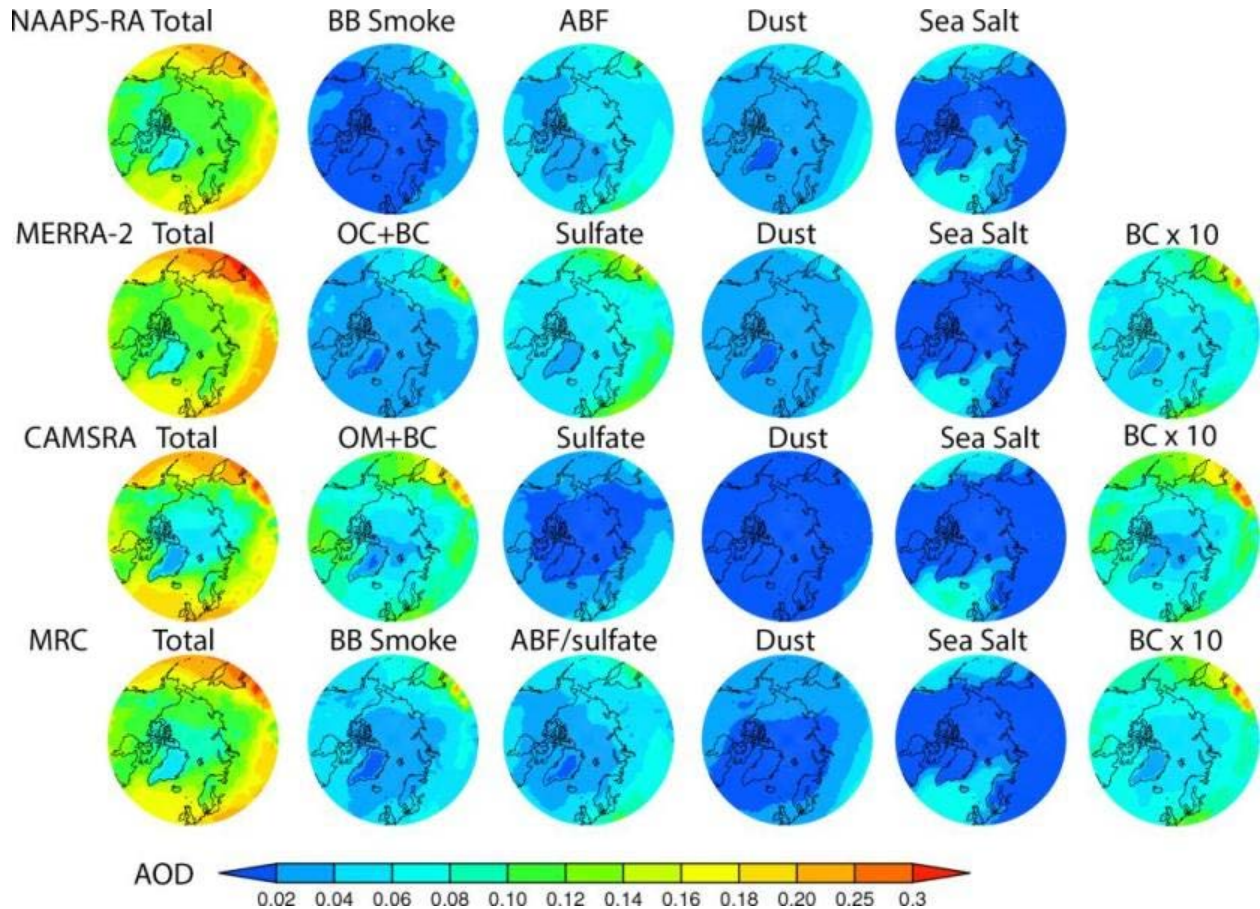 NAAPS-RA Total BB Smoke ABF Dust Sea Salt
MERRA-2 Total OC+BC Sulfate Dust Sea Salt BC x 10
CAMSRA Total OM+BC Sulfate Dust Sea Salt BC x 10
MRC Total BB Smoke ABF/sulfate Dust Sea Salt BC x 10
AOD
0.02 0.04 0.06 0.08 0.10 0.12 0.14 0.16 0.18 0.20 0.25 0.3